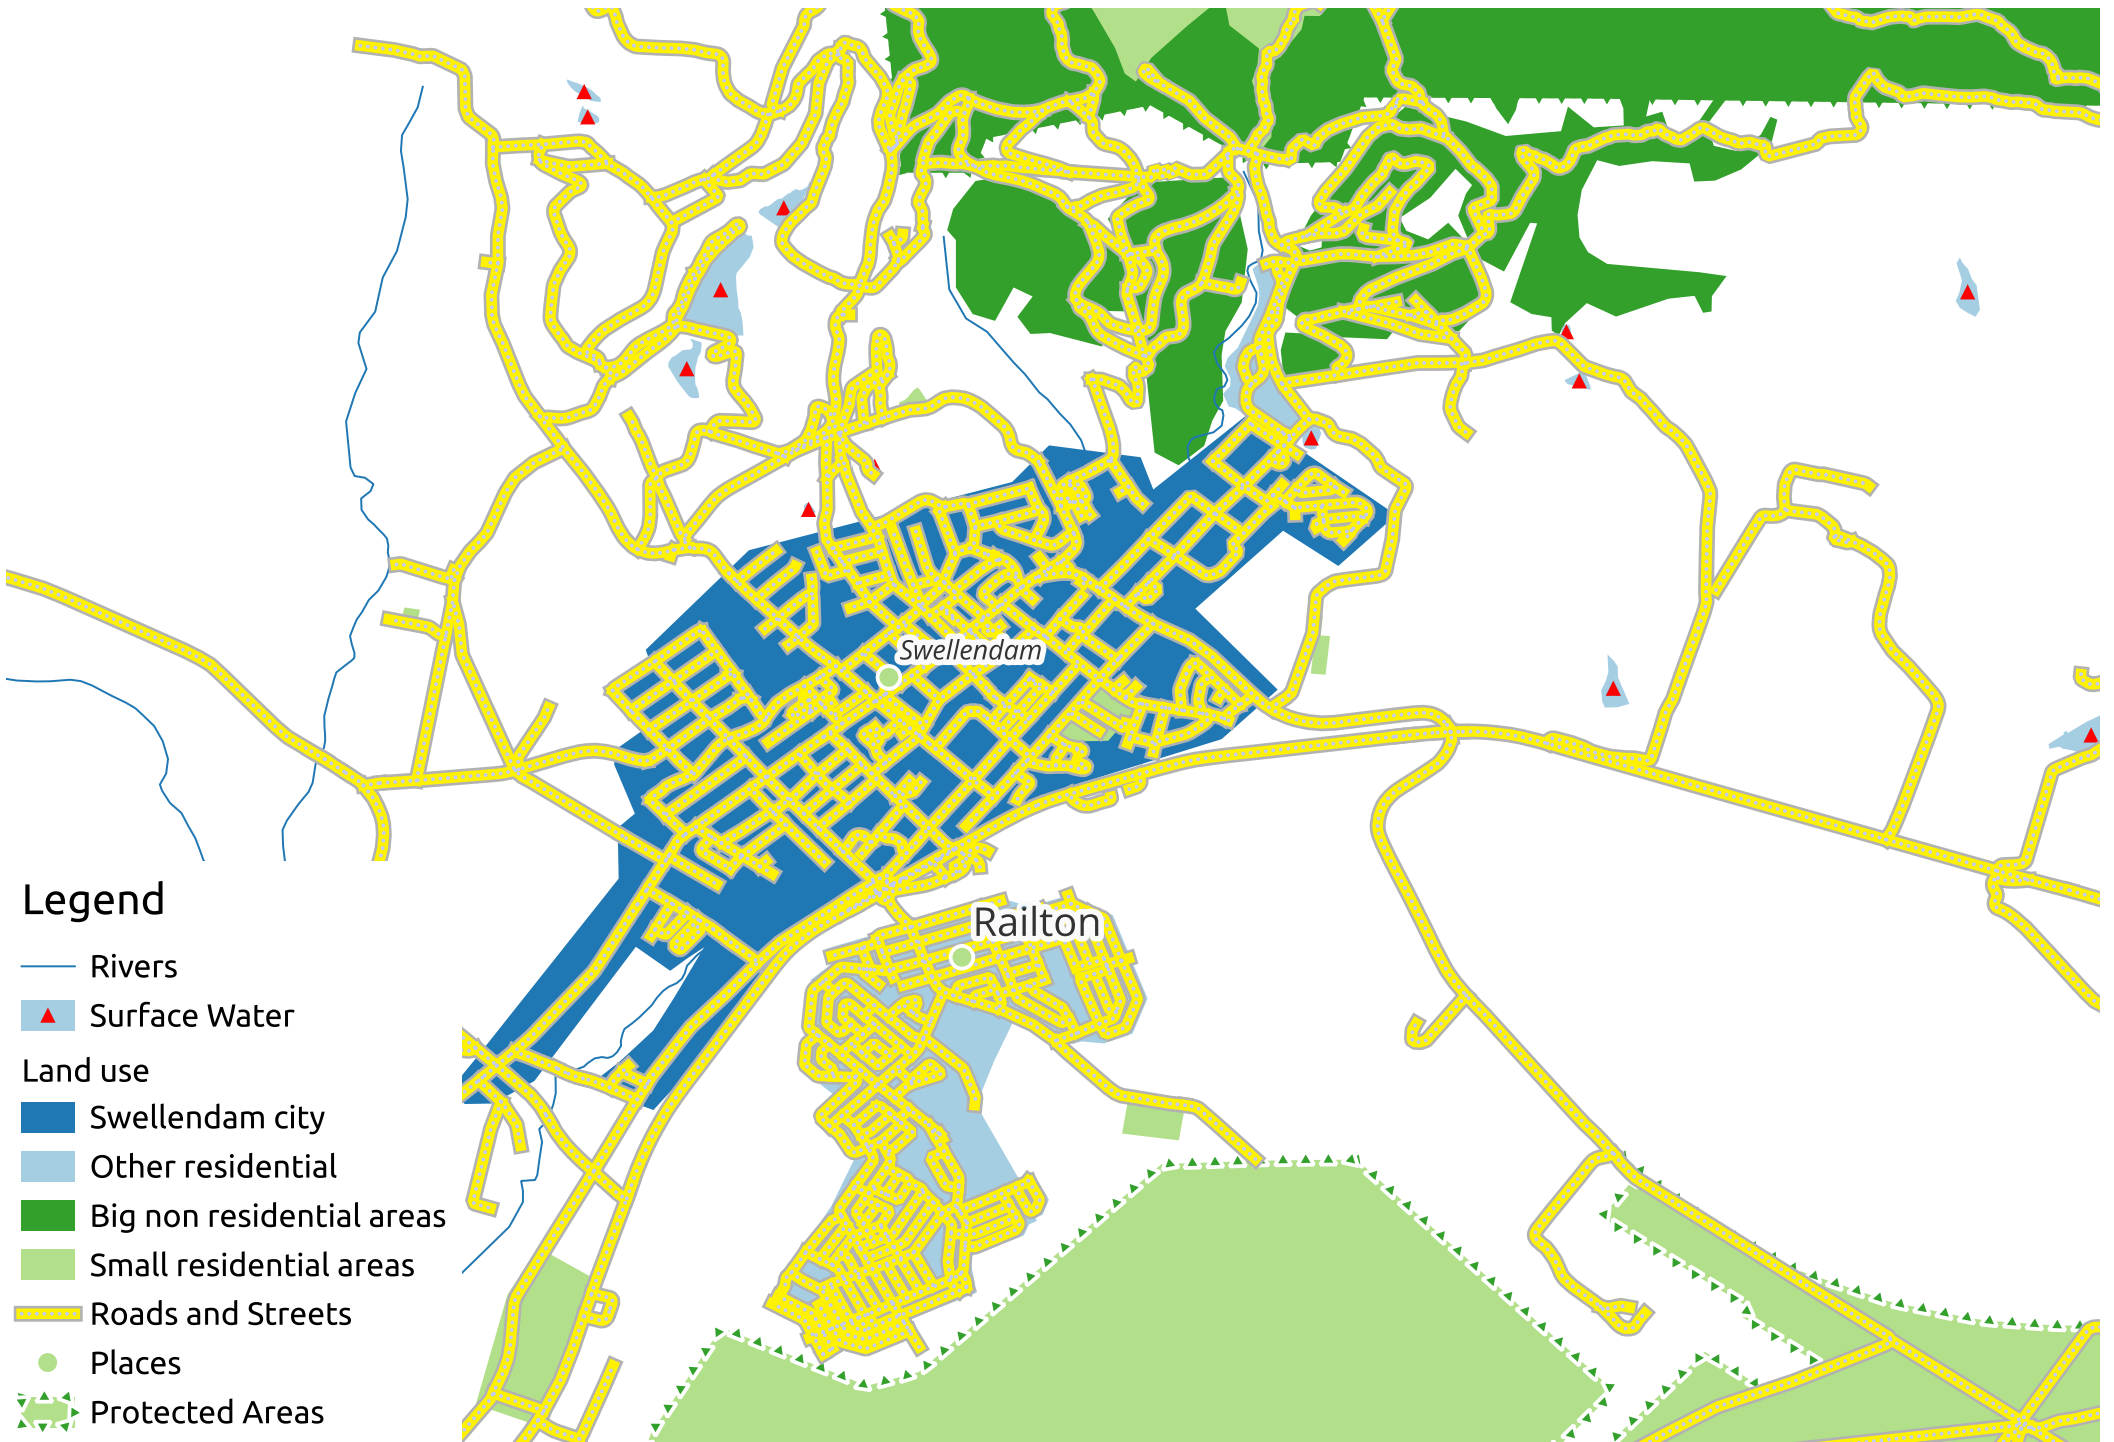 Swellendam
Railton
Legend
Rivers
Surface Water
Land use
Swellendam city
Other residential
Big non residential areas
Small residential areas
Roads and Streets
Places
Protected Areas